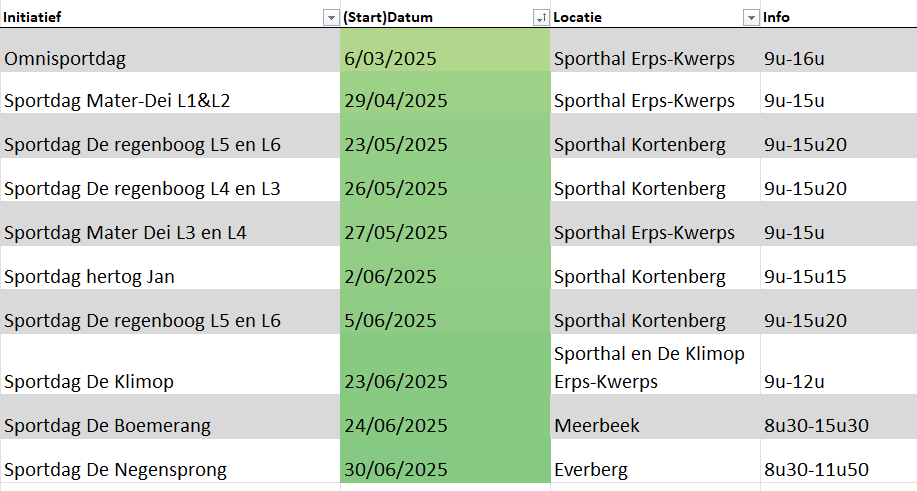 Initiatief (Start)Datum Locatie Info
Omnisportdag 6/03/2025 Sporthal Erps-Kwerps 9u-16u
Sportdag Mater-Dei L1&L2 29/04/2025 Sporthal Erps-Kwerps 9u-15u
Sportdag De regenboog L5 en L6 23/05/2025 Sporthal Kortenberg 9u-15u20
Sportdag De regenboog L4 en L3 26/05/2025 Sporthal Kortenberg 9u-15u20
Sportdag Mater Dei L3 en L4 27/05/2025 Sporthal Erps-Kwerps 9u-15u
Sportdag hertog Jan 2/06/2025 Sporthal Kortenberg 9u-15u15
Sportdag De regenboog L5 en L6 5/06/2025 Sporthal Kortenberg 9u-15u20
Sporthal en De Klimop
Sportdag De Klimop 23/06/2025 Erps-Kwerps 9u-12u
Sportdag De Boemerang 24/06/2025 Meerbeek 8u30-15u30
Sportdag De Negensprong 30/06/2025 Everberg 8u30-11u50